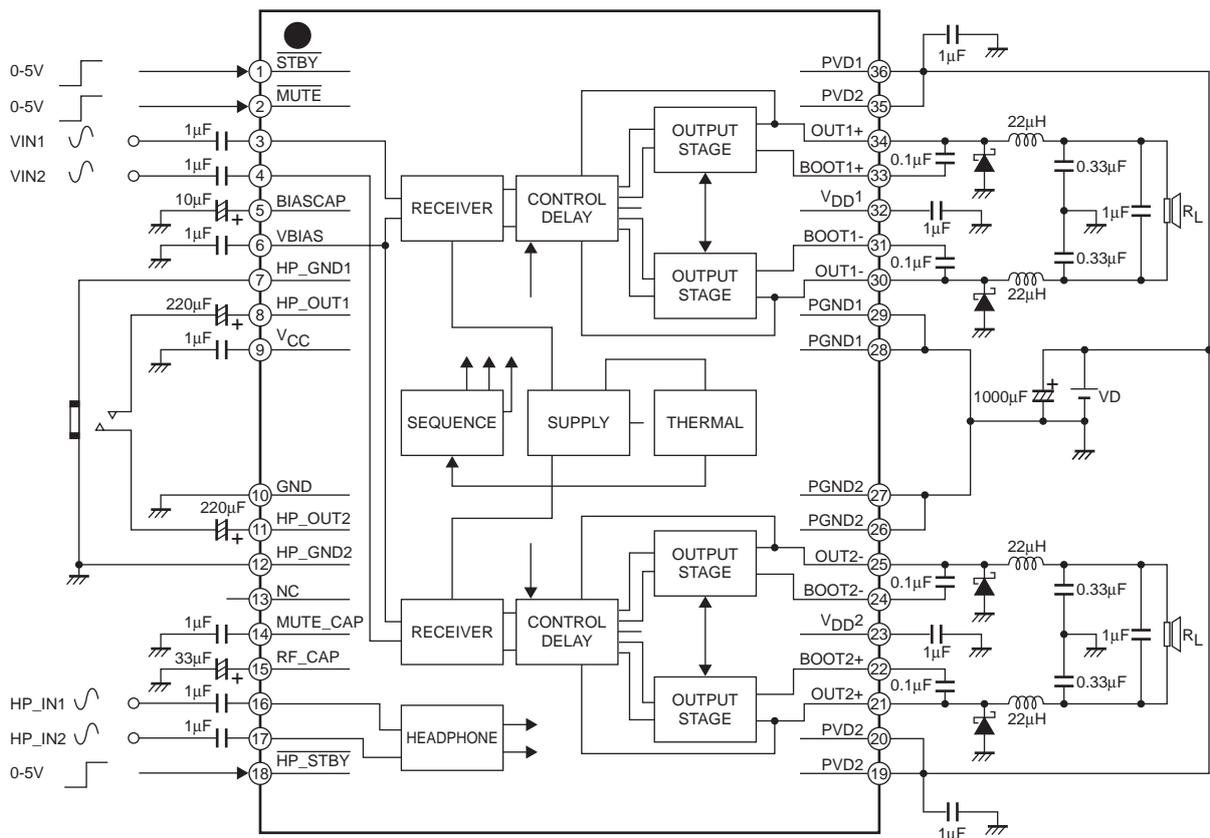 0-5V
1
STBY
0-5V
2
MUTE
VIN1
1µF
3
VIN2
1µF
4
10µF
+
5
BIASCAP
1µF
6
VBIAS
7
HP_GND1
220µF
+
8
HP_OUT1
1µF
9
VCC
10
GND
220µF
+
11
HP_OUT2
12
HP_GND2
13
NC
1µF
14
MUTE_CAP
33µF
+
15
RF_CAP
HP_IN1
1µF
16
HP_IN2
1µF
17
0-5V
18
HP_STBY
RECEIVER
CONTROL
DELAY
OUTPUT
STAGE
OUTPUT
STAGE
SEQUENCE
SUPPLY
THERMAL
RECEIVER
CONTROL
DELAY
OUTPUT
STAGE
OUTPUT
STAGE
HEADPHONE
1µF
PVD1
36
PVD2
35
OUT1+
34
22µH
0.1µF
0.33µF
BOOT1+
33
VDD1
32
1µF
1µF
RL
BOOT1-
31
0.1µF
0.33µF
OUT1-
30
22µH
PGND1
29
PGND1
28
1000µF
+
VD
PGND2
27
PGND2
26
OUT2-
25
22µH
0.1µF
0.33µF
BOOT2-
24
VDD2
23
1µF
1µF
RL
BOOT2+
22
0.1µF
0.33µF
OUT2+
21
22µH
PVD2
20
PVD2
19
1µF